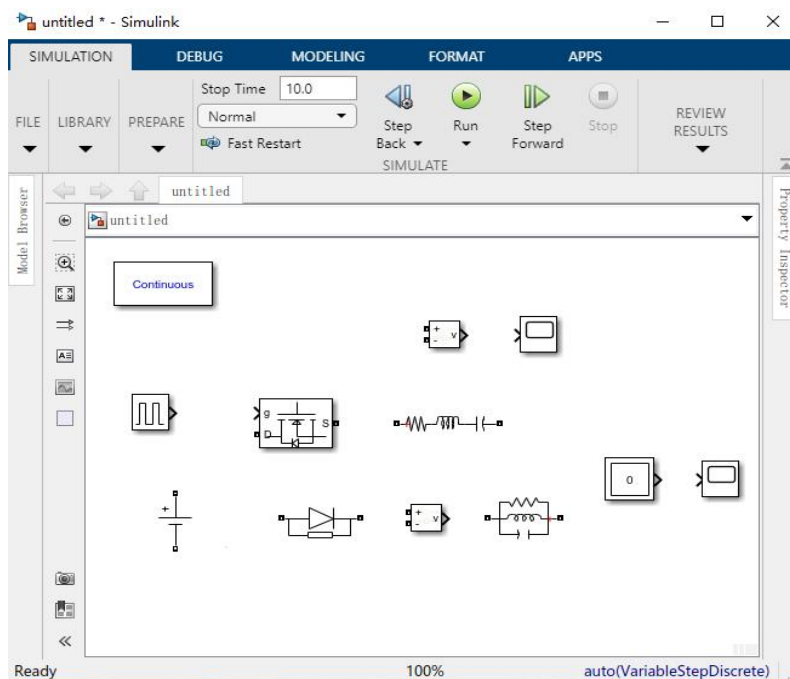 untitled * - Simulink
SIMULATION DEBUG MODELING FORMAT APPS
Stop Time 10.0
Normal
Fast Restart
FILE LIBRARY PREPARE
Step Back
Run
Step Forward
Stop
REVIEW RESULTS
SIMULATE
Model Browser
untitled
untitled
Property Inspector
Continuous
+ v
-
g
D
S
0
+
+ v
-
Ready 100% auto(VariableStepDiscrete)